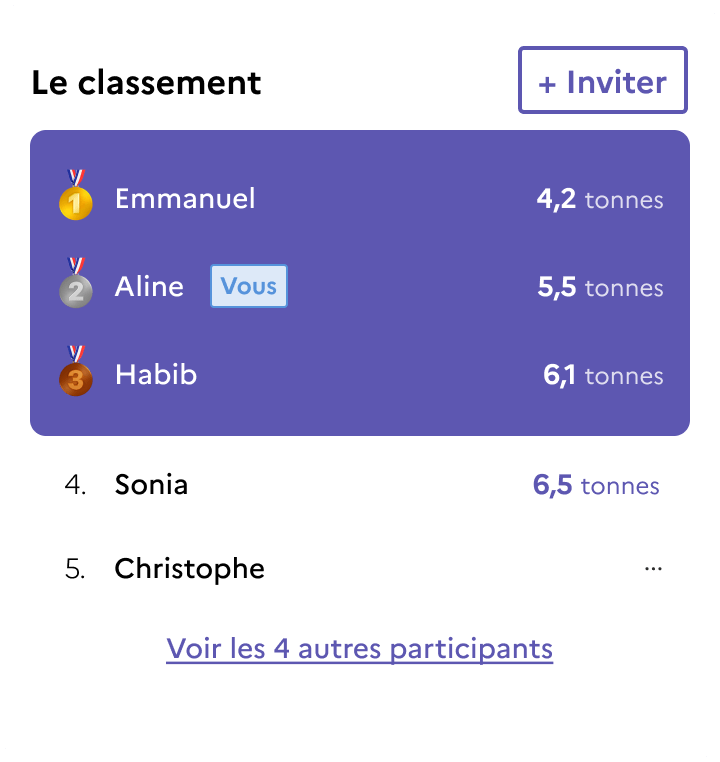 Le classement
+ Inviter
1 Emmanuel 4,2 tonnes
2 Aline Vous 5,5 tonnes
3 Habib 6,1 tonnes
4. Sonia 6,5 tonnes
5. Christophe ...
Voir les 4 autres participants